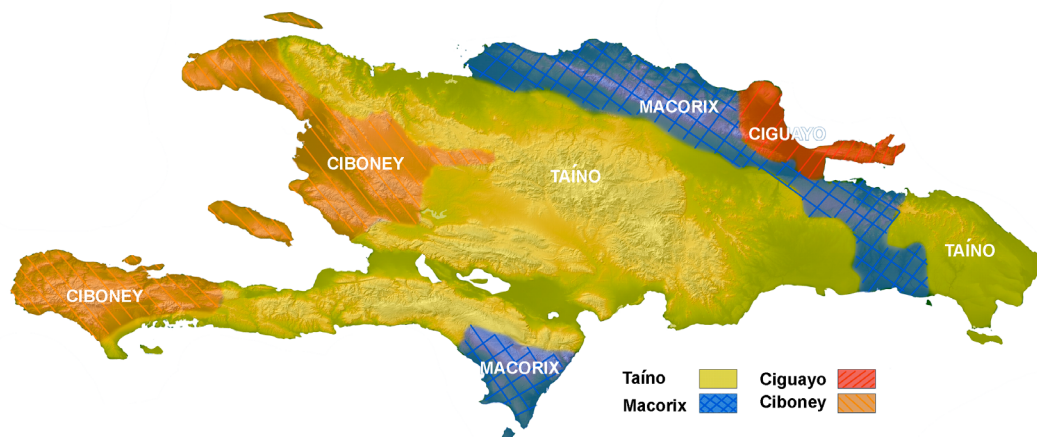 MACORIX
CIGUAYO
CIBONEY
TAÍNO
TAÍNO
CIBONEY
MACORIX
Taíno
Ciguayo
Macorix
Ciboney